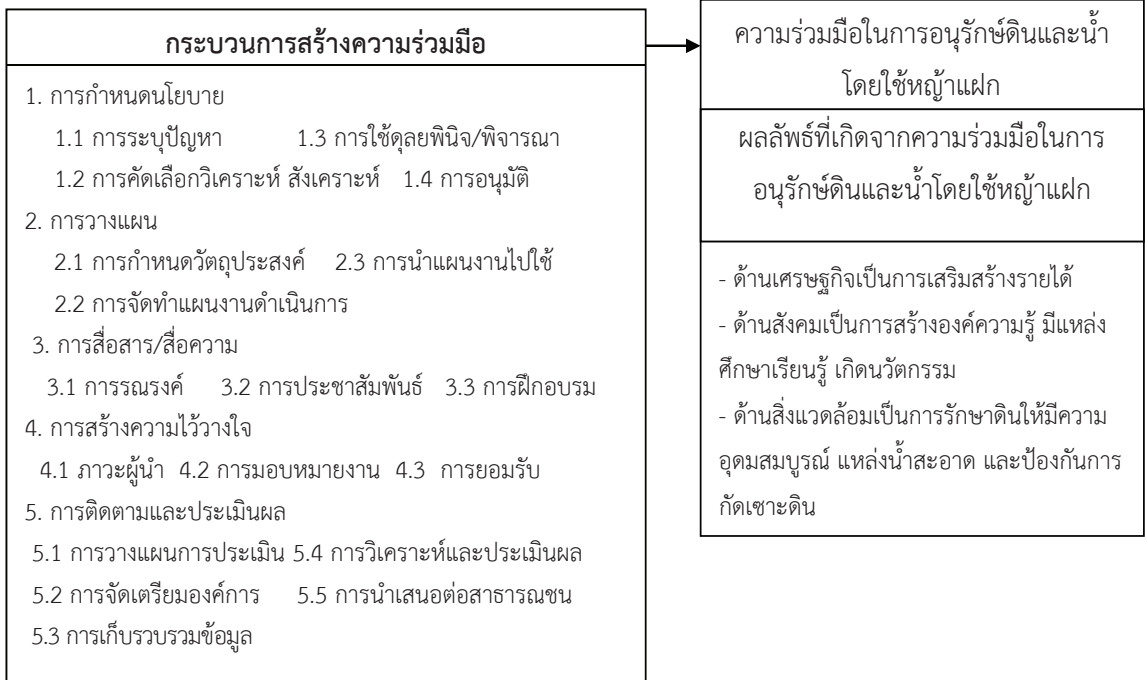 กระบวนการสร้างความร่วมมือ
1. การกำหนดนโยบาย
1.1 การระบุปัญหา 1.3 การใช้ดุลยพินิจ/พิจารณา
1.2 การคัดเลือกวิเคราะห์ สังเคราะห์ 1.4 การอนุมัติ
2. การวางแผน
2.1 การกำหนดวัตถุประสงค์ 2.3 การนำแผนงานไปใช้
2.2 การจัดทำแผนงานดำเนินการ
3. การสื่อสาร/สื่อความ
3.1 การรณรงค์ 3.2 การประชาสัมพันธ์ 3.3 การฝึกอบรม
4. การสร้างความไว้วางใจ
4.1 ภาวะผู้นำ 4.2 การมอบหมายงาน 4.3 การยอมรับ
5. การติดตามและประเมินผล
5.1 การวางแผนการประเมิน 5.4 การวิเคราะห์และประเมินผล
5.2 การจัดเตรียมองค์การ 5.5 การนำเสนอต่อสาธารณชน
5.3 การเก็บรวบรวมข้อมูล
ความร่วมมือในการอนุรักษ์ดินและน้ำ
โดยใช้หญ้าแฝก
ผลลัพธ์ที่เกิดจากความร่วมมือในการ
อนุรักษ์ดินและน้ำโดยใช้หญ้าแฝก
- ด้านเศรษฐกิจเป็นการเสริมสร้างรายได้
- ด้านสังคมเป็นการสร้างองค์ความรู้ มีแหล่ง
ศึกษาเรียนรู้ เกิดนวัตกรรม
- ด้านสิ่งแวดล้อมเป็นการรักษาดินให้มีความ
อุดมสมบูรณ์ แหล่งน้ำสะอาด และป้องกันการ
กัดเซาะดิน